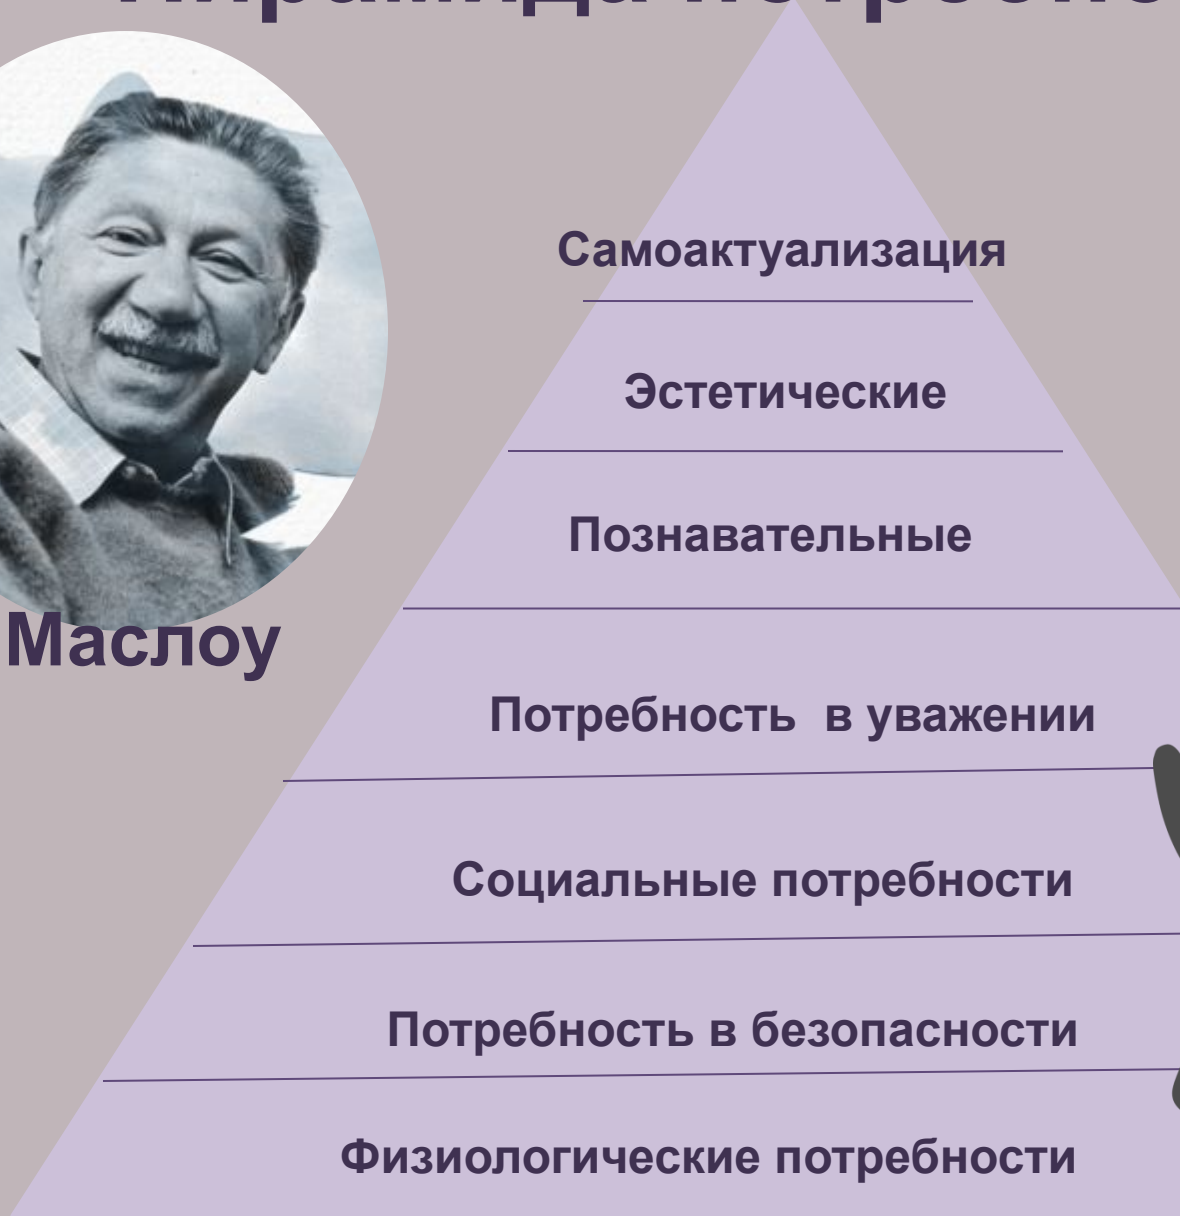 Самоактуализация
Эстетические
Познавательные
Маслоу
Потребность в уважении
Социальные потребности
Потребность в безопасности
Физиологические потребности